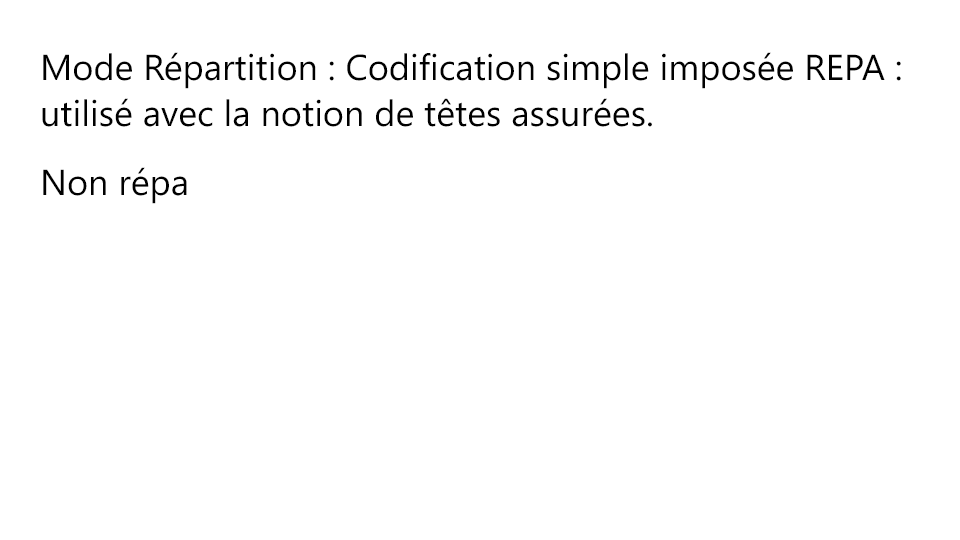 Mode Répartition : Codification simple imposée REPA :
utilisé avec la notion de têtes assurées.
Non répa